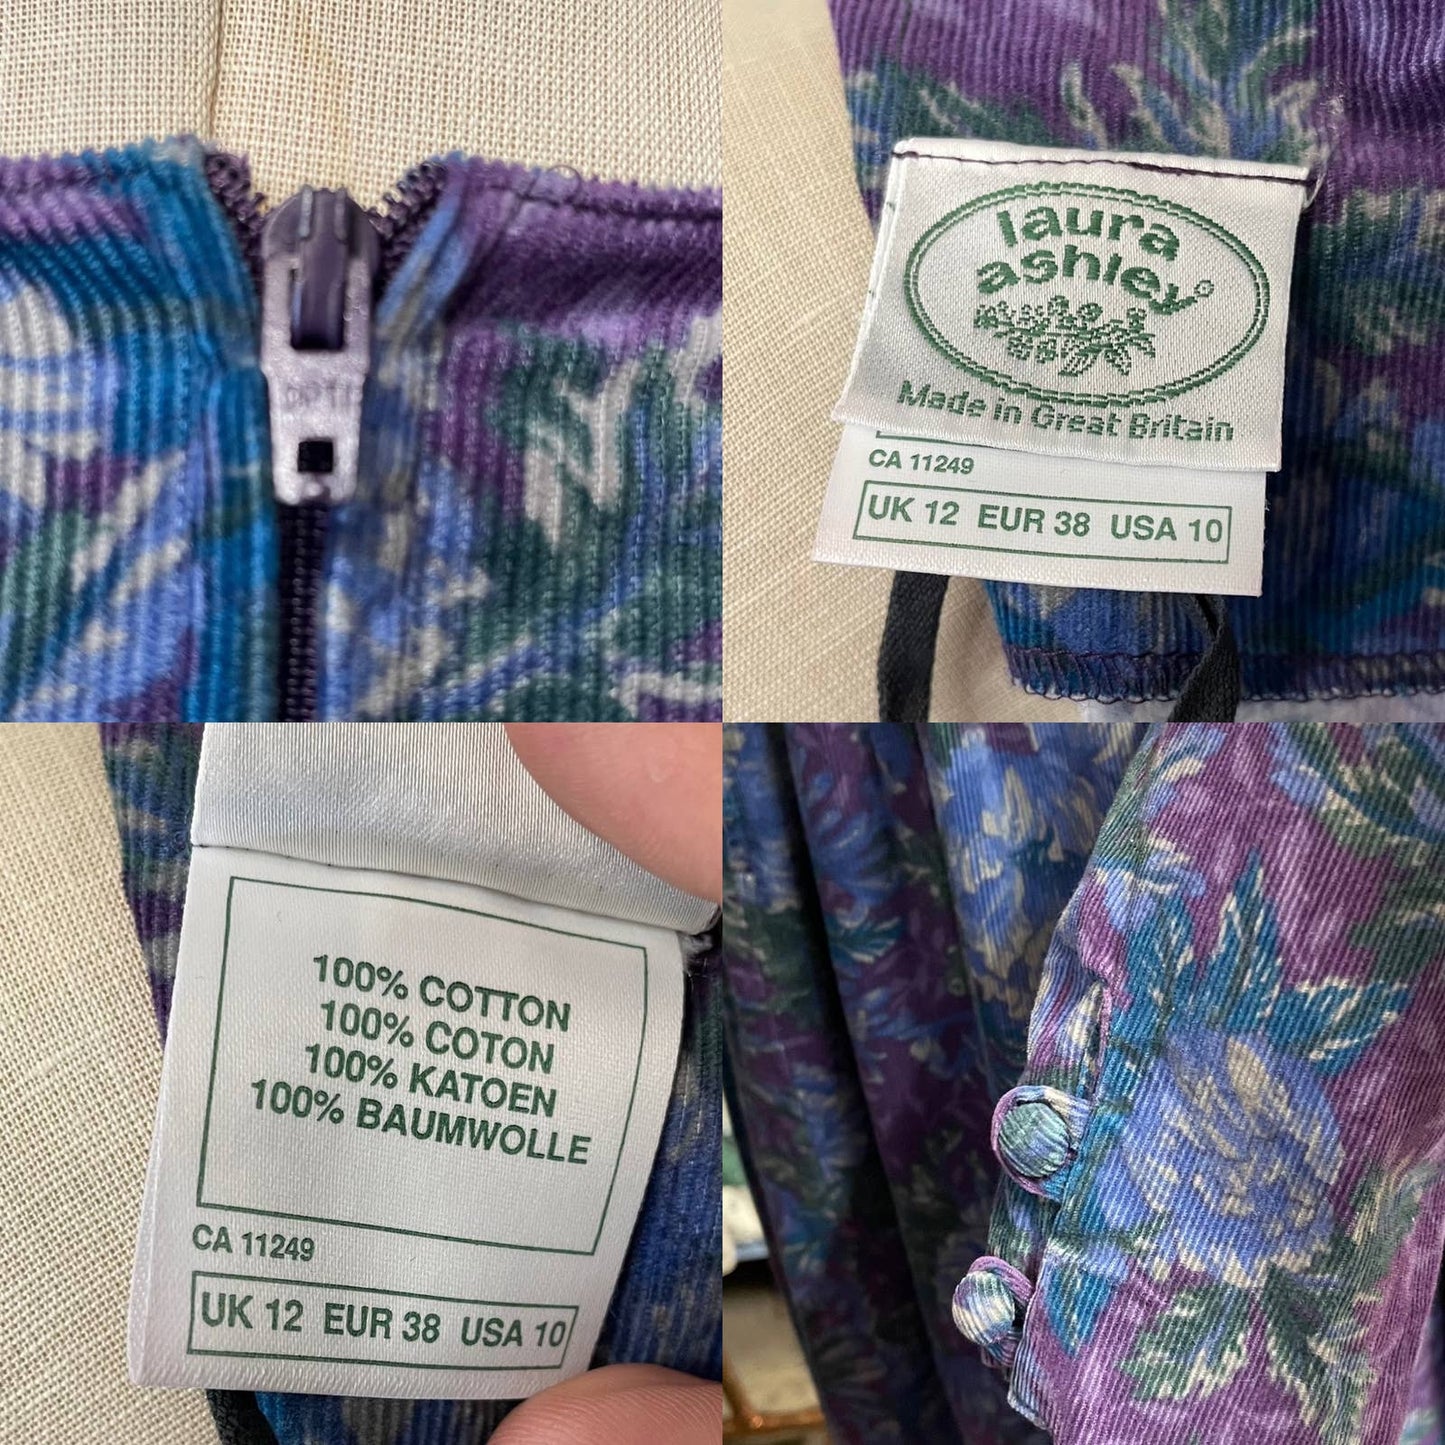 laura
ashley®
Made in Great Britain
CA 11249
UK 12 EUR 38 USA 10
100% COTTON
100% COTON
100% KATOEN
100% BAUMWOLLE
CA 11249
UK 12 EUR 38 USA 10